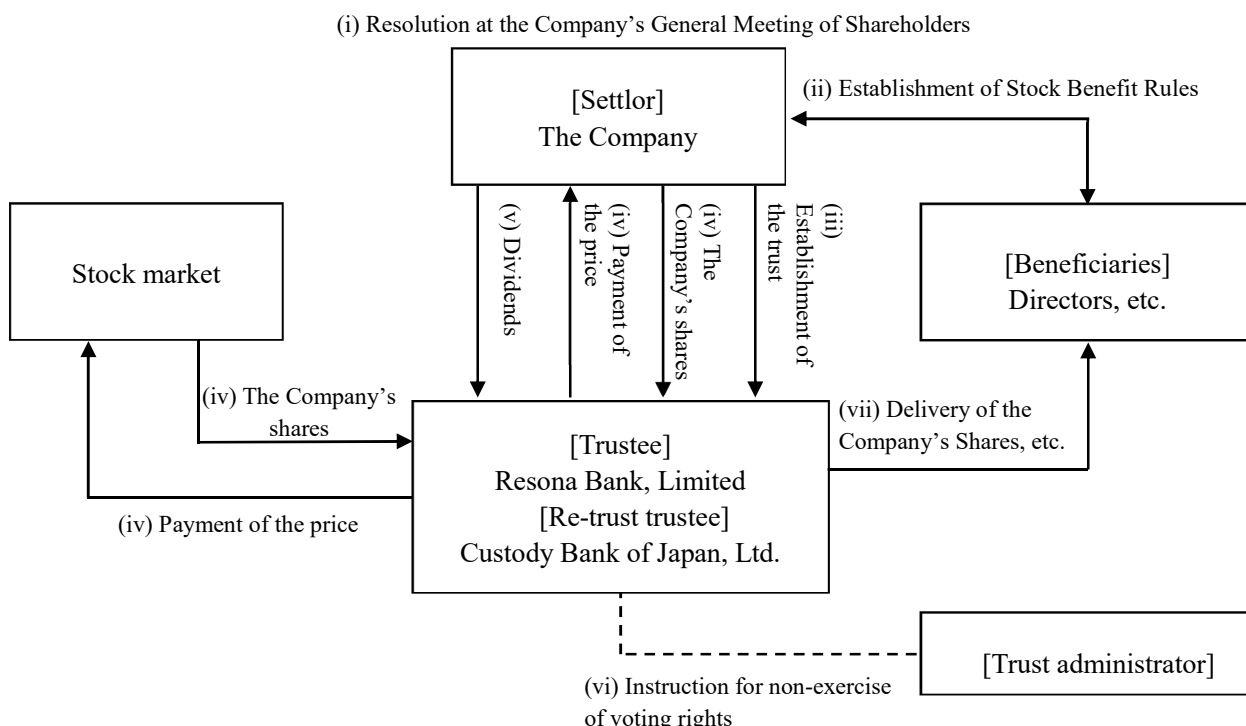 (i) Resolution at the Company’s General Meeting of Shareholders
[Settlor]
The Company
(ii) Establishment of Stock Benefit Rules
Stock market
(v) Dividends
(iv) Payment of
the price
(iv) The
Company’s shares
(iii)
Establishment of
the trust
[Beneficiaries]
Directors, etc.
(iv) The Company’s
shares
(vii) Delivery of the
Company’s Shares, etc.
[Trustee]
Resona Bank, Limited
[Re-trust trustee]
Custody Bank of Japan, Ltd.
(iv) Payment of the price
[Trust administrator]
(vi) Instruction for non-exercise
of voting rights